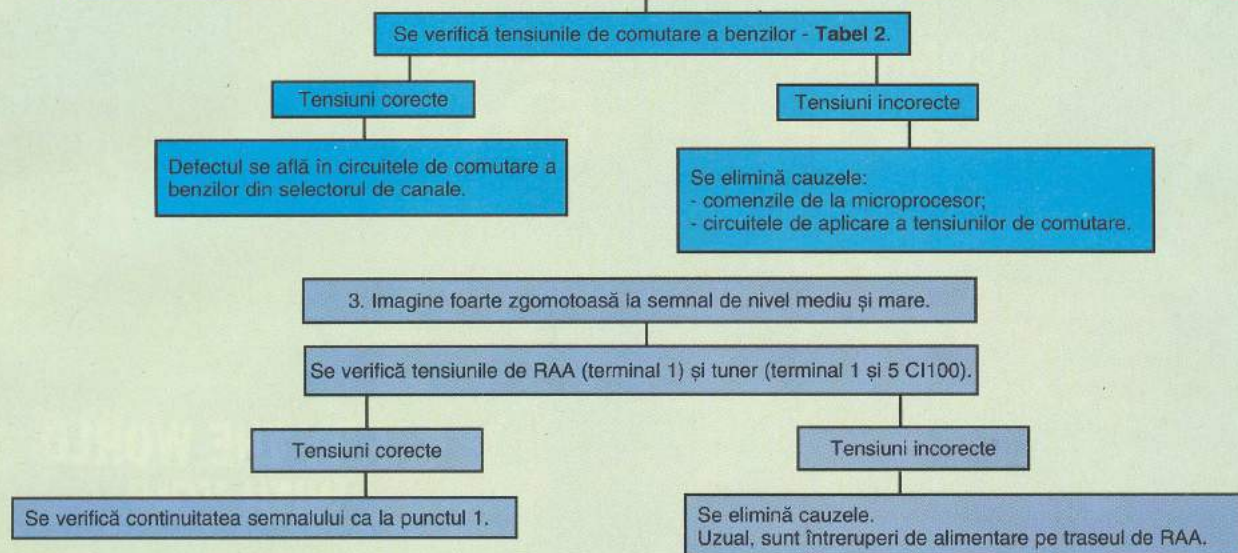 Se verifică tensiunile de comutare a benzilor - Tabel 2.
Tensiuni corecte
Tensiuni incorecte
Defectul se află în circuitele de comutare a
benzilor din selectorul de canale.
Se elimină cauzele:
- comenzile de la microprocesor;
- circuitele de aplicare a tensiunilor de comutare.
3. Imagine foarte zgomotoasă la semnal de nivel mediu și mare.
Se verifică tensiunile de RAA (terminal 1) și tuner (terminal 1 și 5 CI100).
Tensiuni corecte
Tensiuni incorecte
Se verifică continuitatea semnalului ca la punctul 1.
Se elimină cauzele.
Uzual, sunt întreruperi de alimentare pe traseul de RAA.